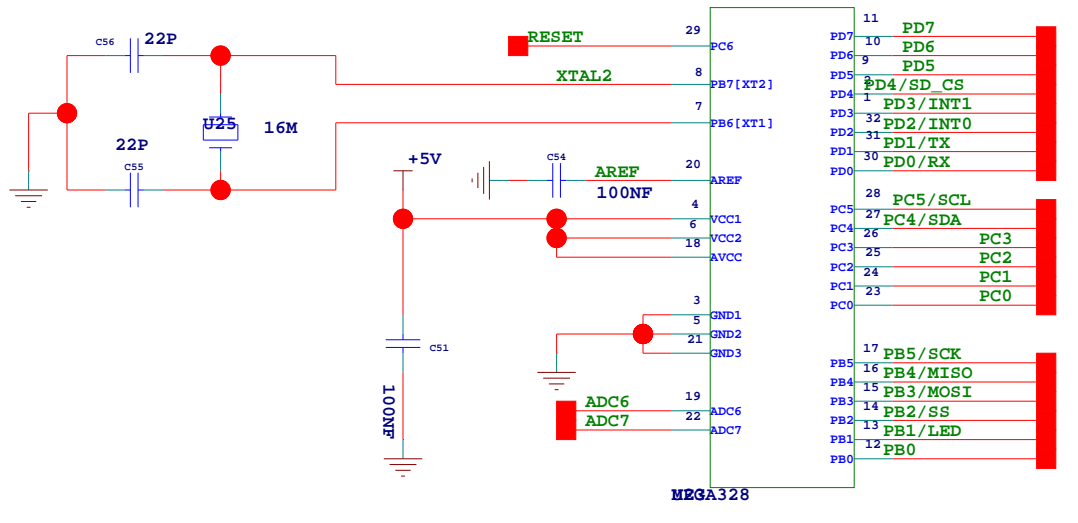 C56 22P
U25 16M
22P
C55
RESET 29 PC6
XTAL2 8 PB7[XT2]
7 PB6[XT1]
+5V
C54 AREF 20 AREF
100NF
4 VCC1
6 VCC2
18 AVCC
3 GND1
5 GND2
21 GND3
C51
100NF
ADC6 19 ADC6
ADC7 22 ADC7
PD7 11 PD7
PD6 10 PD6
PD5 9 PD5
PD4 2 PD4/SD_CS
PD3 1 PD3/INT1
PD2 32 PD2/INT0
PD1 31 PD1/TX
PD0 30 PD0/RX
PC5 28 PC5/SCL
PC4 27 PC4/SDA
PC3 26 PC3
PC2 25 PC2
PC1 24 PC1
PC0 23 PC0
PB5 17 PB5/SCK
PB4 16 PB4/MISO
PB3 15 PB3/MOSI
PB2 14 PB2/SS
PB1 13 PB1/LED
PB0 12 PB0